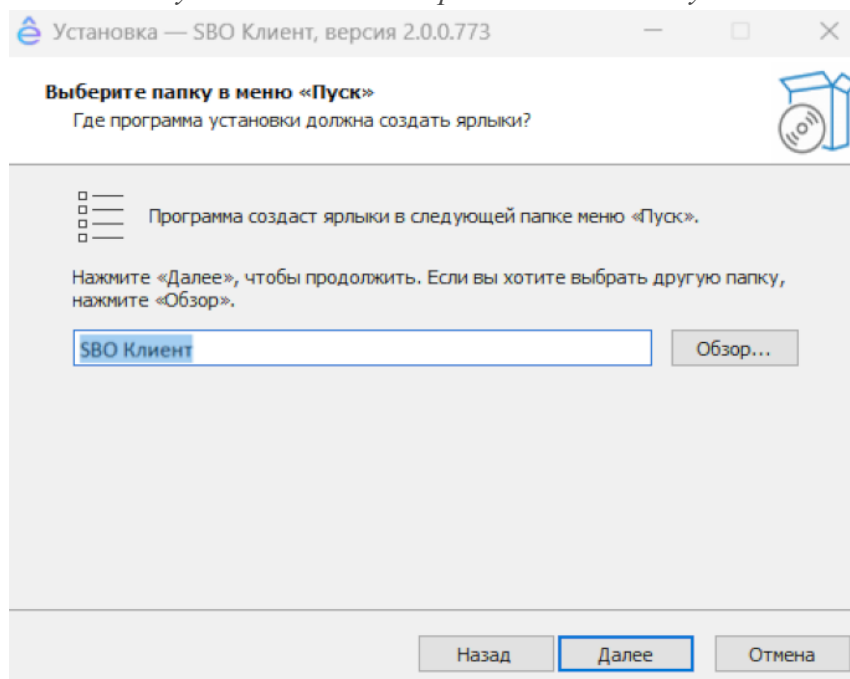 Установка — SBO Клиент, версия 2.0.0.773
Выберите папку в меню «Пуск»
Где программа установки должна создать ярлыки?
Программа создаст ярлыки в следующей папке меню «Пуск».
Нажмите «Далее», чтобы продолжить. Если вы хотите выбрать другую папку,
нажмите «Обзор».
SBO Клиент
Обзор...
Назад
Далее
Отмена